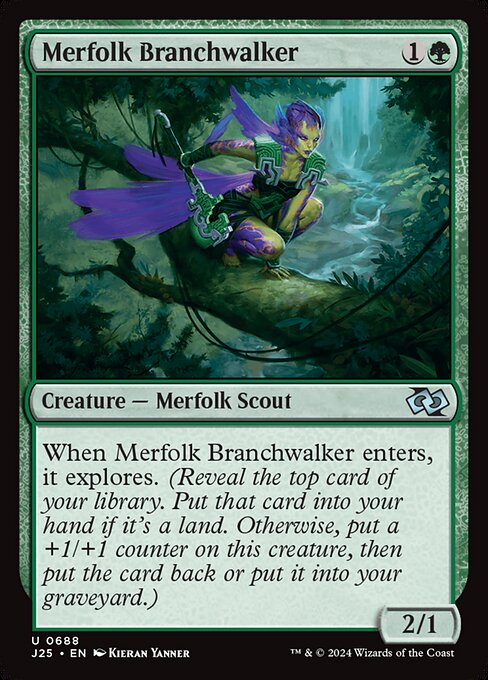 Merfolk Branchwalker 1
Creature — Merfolk Scout
When Merfolk Branchwalker enters,
it explores. (Reveal the top card of
your library. Put that card into your
hand if it's a land. Otherwise, put a
+1/+1 counter on this creature, then
put the card back or put it into your
graveyard.)
2/1
U 0688
J25 • EN Kieran Yanner ™ & © 2024 Wizards of the Coast